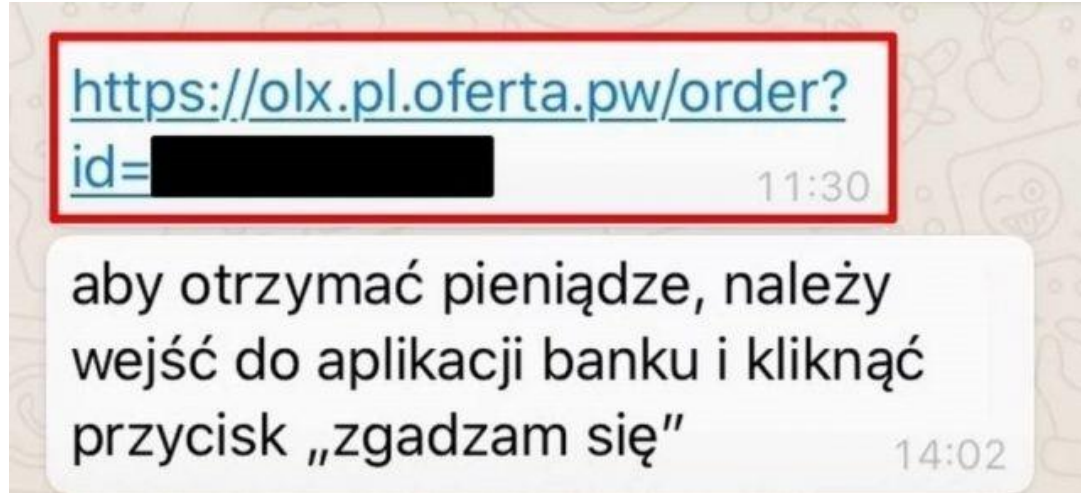 https://olx.pl.oferta.pw/order?
id=
11:30
aby otrzymać pieniądze, należy
wejść do aplikacji banku i kliknąć
przycisk „zgadzam się”
14:02